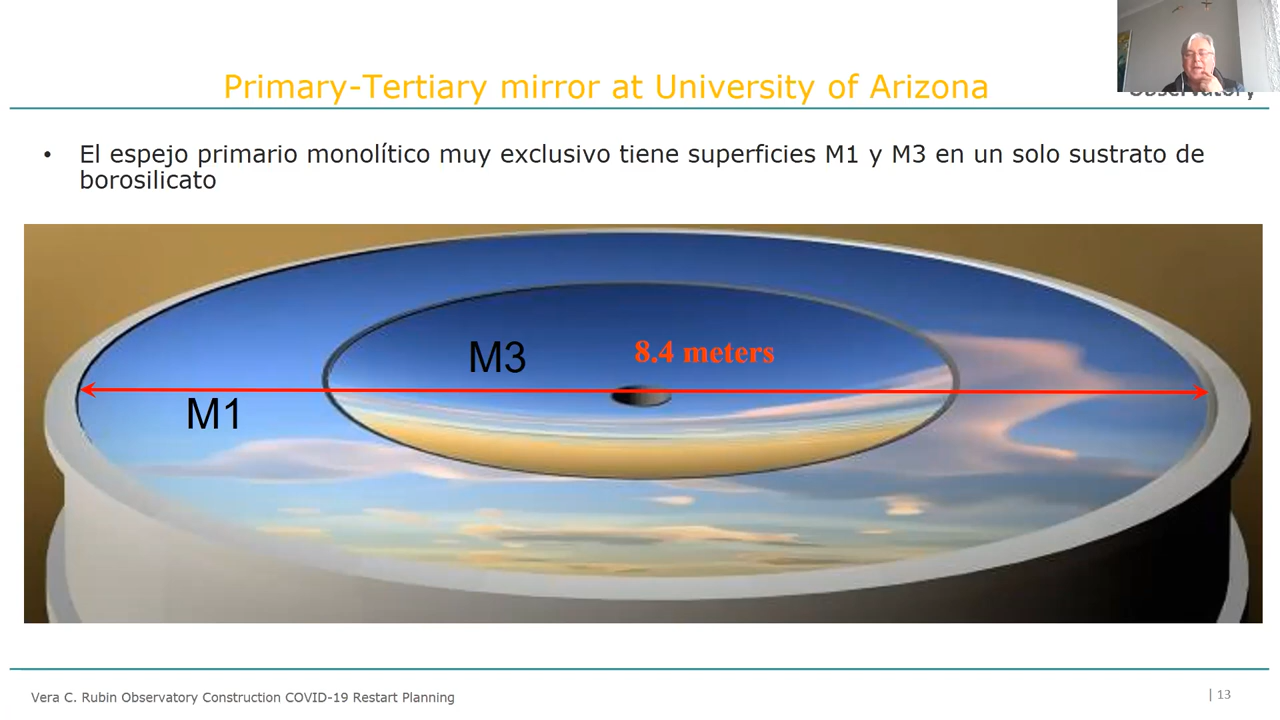 Primary-Tertiary mirror at University of Arizona
Observatory
• El espejo primario monolítico muy exclusivo tiene superficies M1 y M3 en un solo sustrato de
borosilicato
M3
8.4 meters
M1
Vera C. Rubin Observatory Construction COVID-19 Restart Planning
| 13